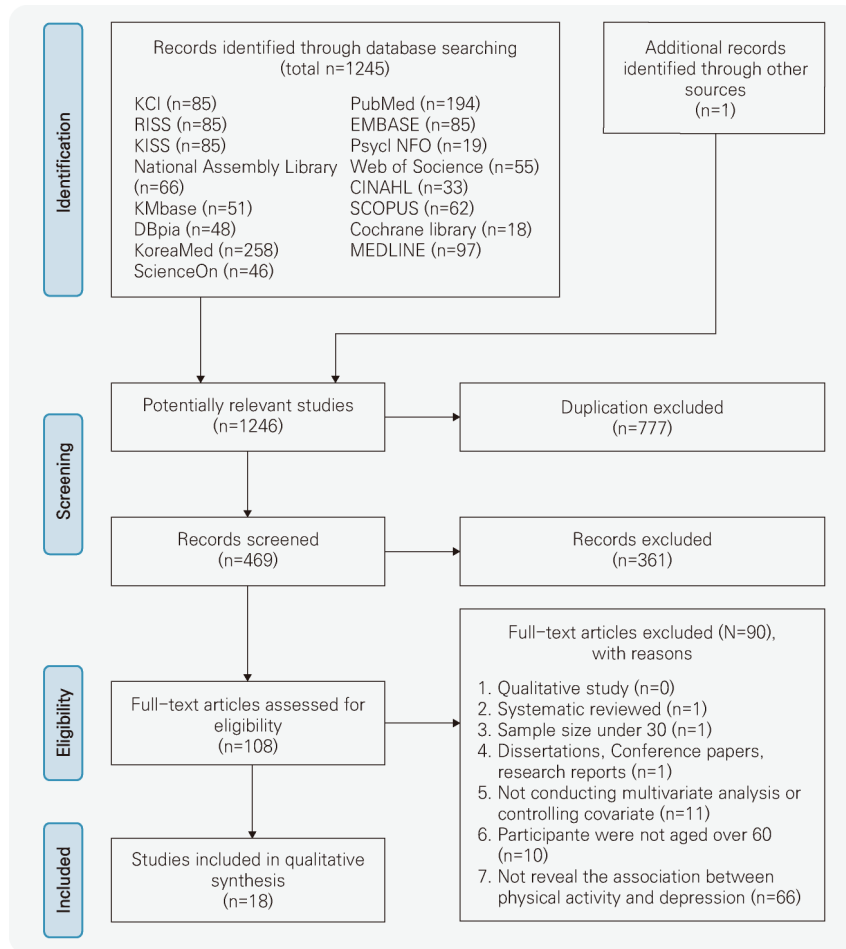 Identification
Records identified through database searching
(total n=1245)
KCI (n=85)
RISS (n=85)
KISS (n=85)
National Assembly Library
(n=66)
KMbase (n=51)
DBpia (n=48)
KoreaMed (n=258)
ScienceOn (n=46)
PubMed (n=194)
EMBASE (n=85)
Psycl NFO (n=19)
Web of Socience (n=55)
CINAHL (n=33)
SCOPUS (n=62)
Cochrane library (n=18)
MEDLINE (n=97)
Additional records
identified through other
sources
(n=1)
Screening
Potentially relevant studies
(n=1246)
Duplication excluded
(n=777)
Records screened
(n=469)
Records excluded
(n=361)
Eligibility
Full-text articles assessed for
eligibility
(n=108)
Full-text articles excluded (N=90),
with reasons
1. Qualitative study (n=0)
2. Systematic reviewed (n=1)
3. Sample size under 30 (n=1)
4. Dissertations, Conference papers,
research reports (n=1)
5. Not conducting multivariate analysis or
controlling covariate (n=11)
6. Participante were not aged over 60
(n=10)
7. Not reveal the association between
physical activity and depression (n=66)
Included
Studies included in qualitative
synthesis
(n=18)